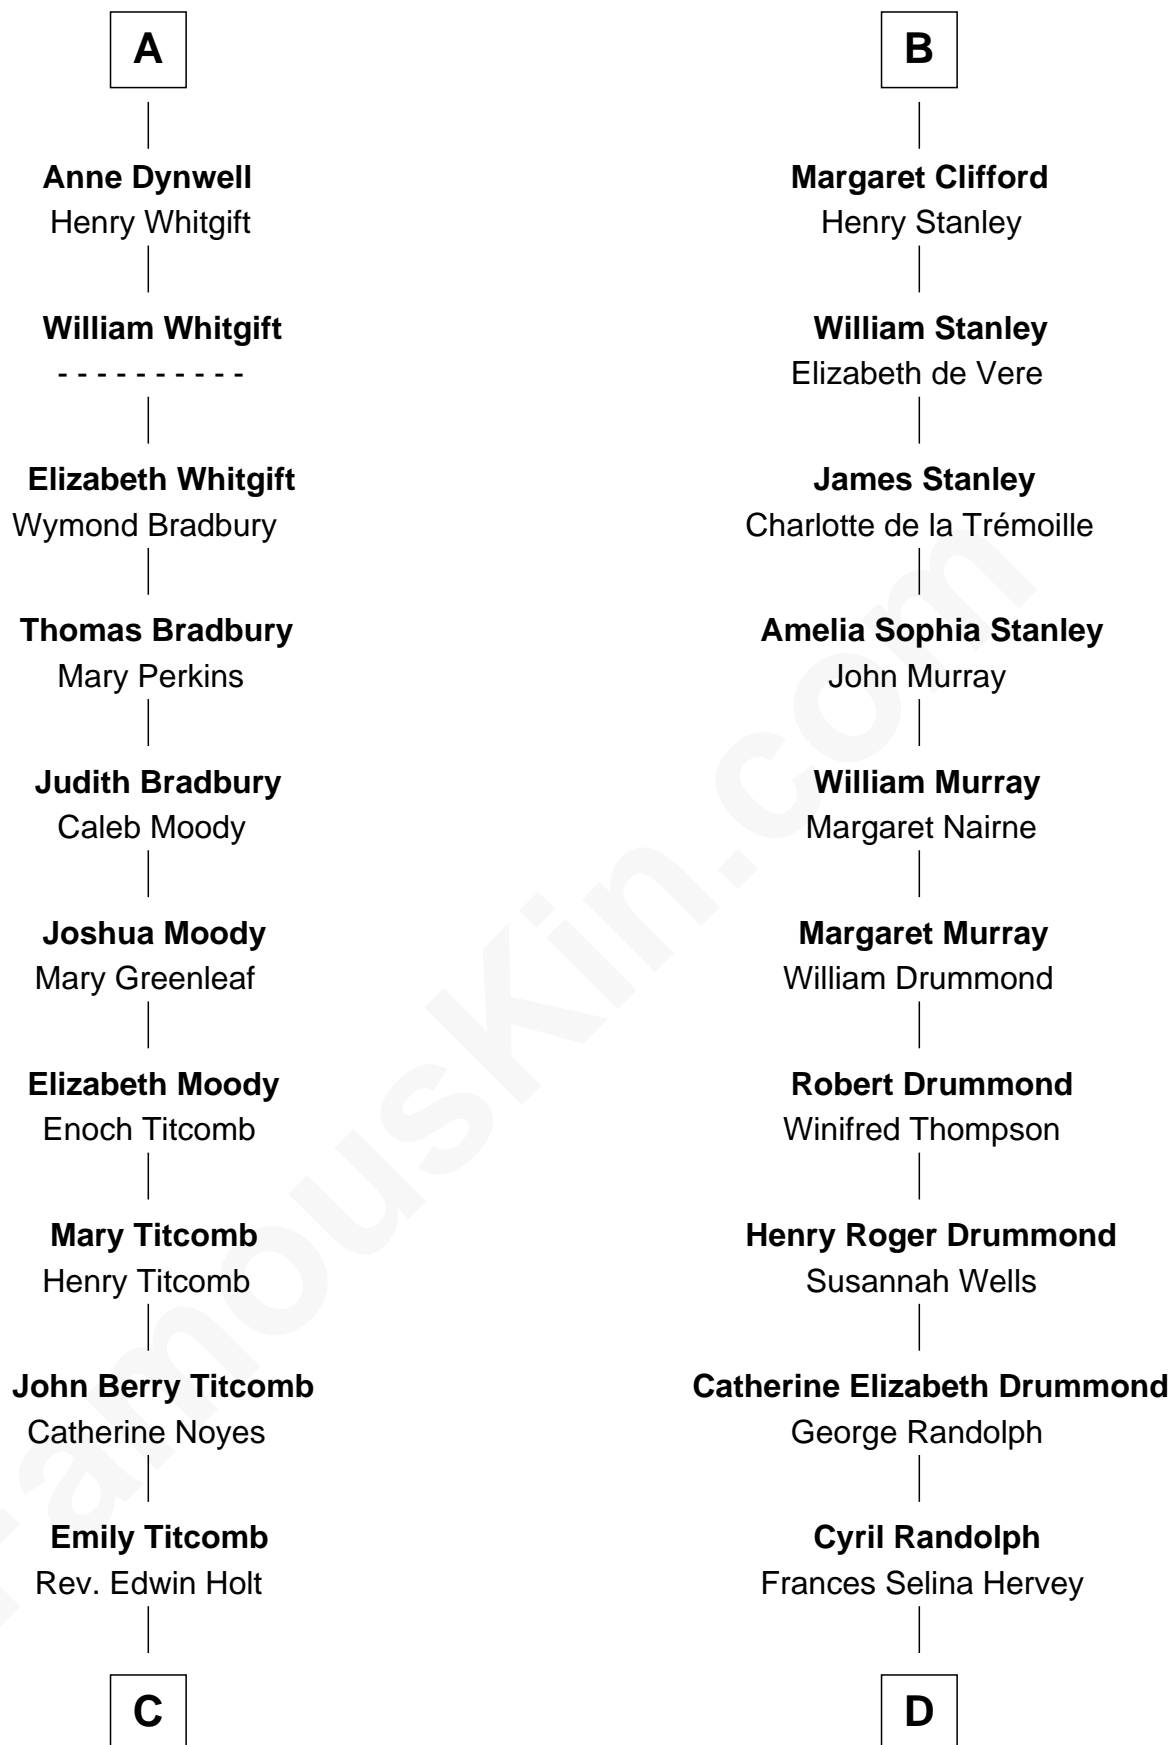 A
Anne Dynwell
Henry Whitgift
William Whitgift
- - - - - - - - - -
Elizabeth Whitgift
Wymond Bradbury
Thomas Bradbury
Mary Perkins
Judith Bradbury
Caleb Moody
Joshua Moody
Mary Greenleaf
Elizabeth Moody
Enoch Titcomb
Mary Titcomb
Henry Titcomb
John Berry Titcomb
Catherine Noyes
Emily Titcomb
Rev. Edwin Holt
C
B
Margaret Clifford
Henry Stanley
William Stanley
Elizabeth de Vere
James Stanley
Charlotte de la Trémoille
Amelia Sophia Stanley
John Murray
William Murray
Margaret Nairne
Margaret Murray
William Drummond
Robert Drummond
Winifred Thompson
Henry Roger Drummond
Susannah Wells
Catherine Elizabeth Drummond
George Randolph
Cyril Randolph
Frances Selina Hervey
D
FamousKin.com